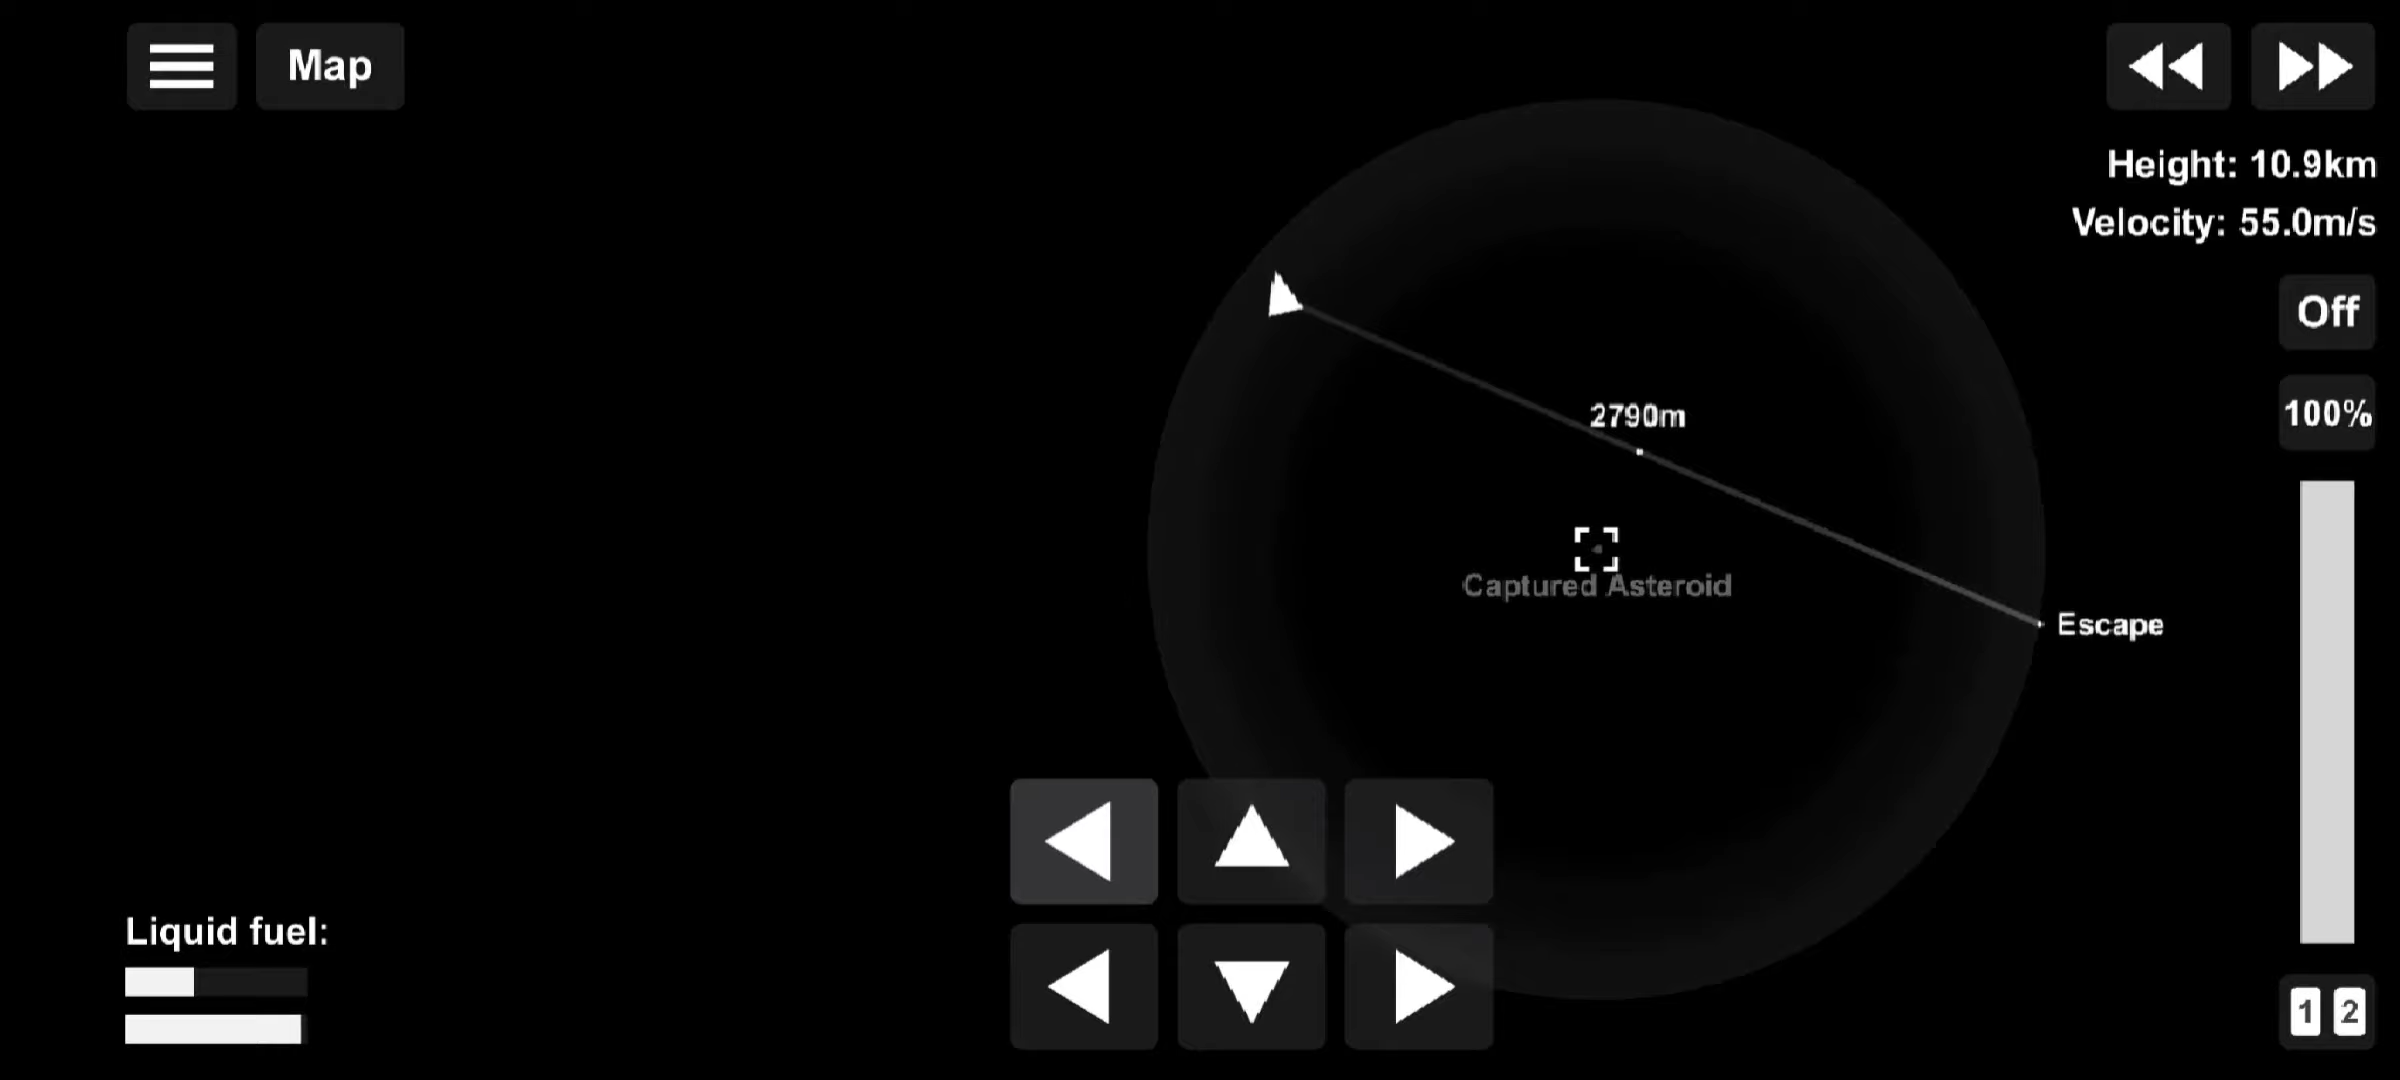 Map
Height: 10.9km
Velocity: 55.0m/s
Off
100%
2790m
Captured Asteroid
Escape
Liquid fuel:
1 2